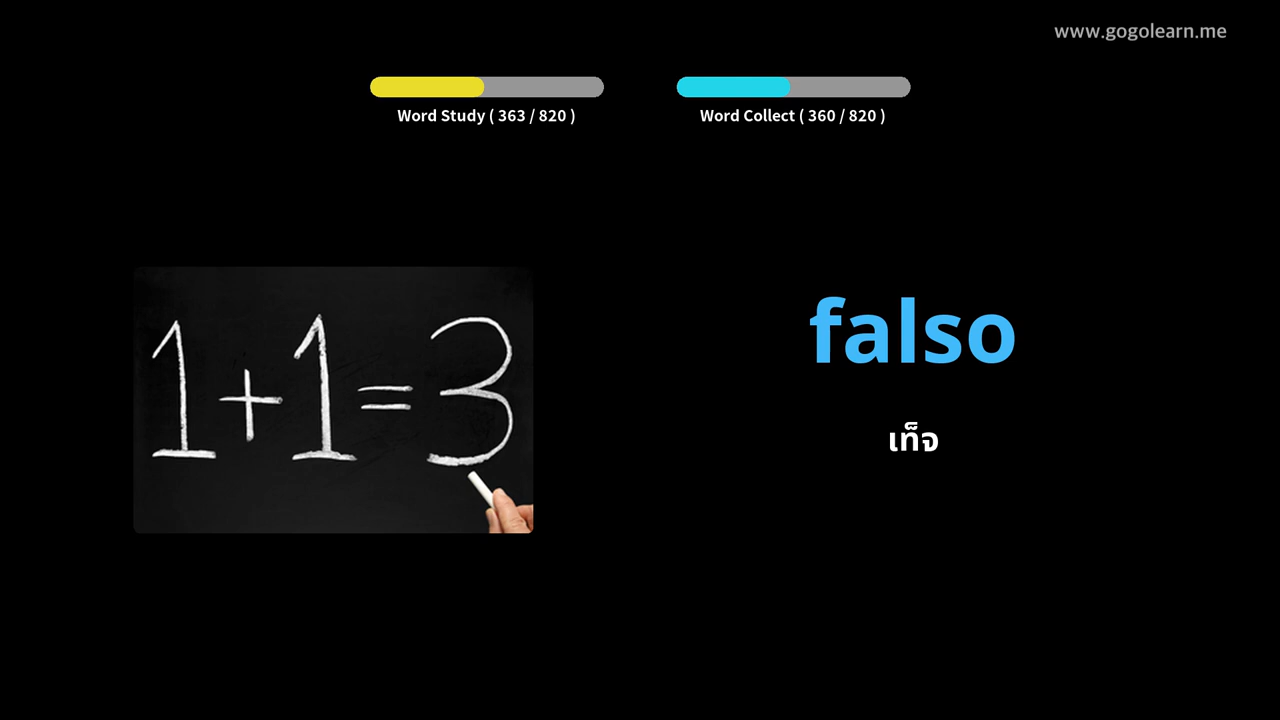 www.gogolearn.me
Word Study ( 363 / 820 )
Word Collect ( 360 / 820 )
1+1=3
falso
เท็จ